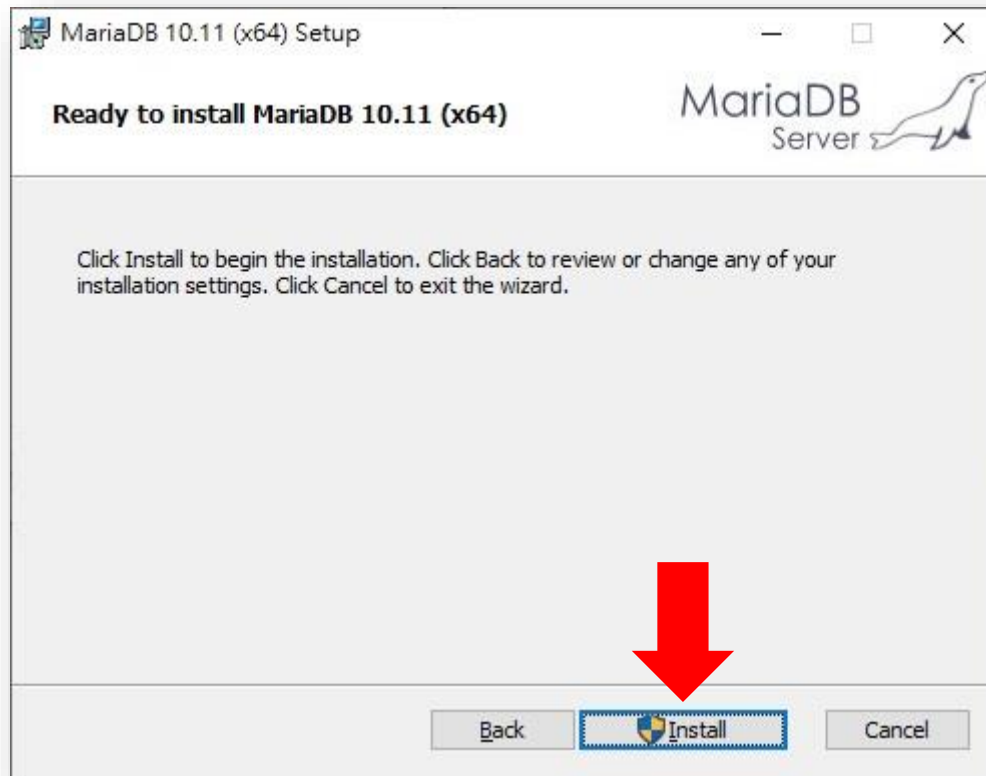 MariaDB 10.11 (x64) Setup
Ready to install MariaDB 10.11 (x64)
MariaDB
Server
Click Install to begin the installation. Click Back to review or change any of your
installation settings. Click Cancel to exit the wizard.
Back
Install
Cancel